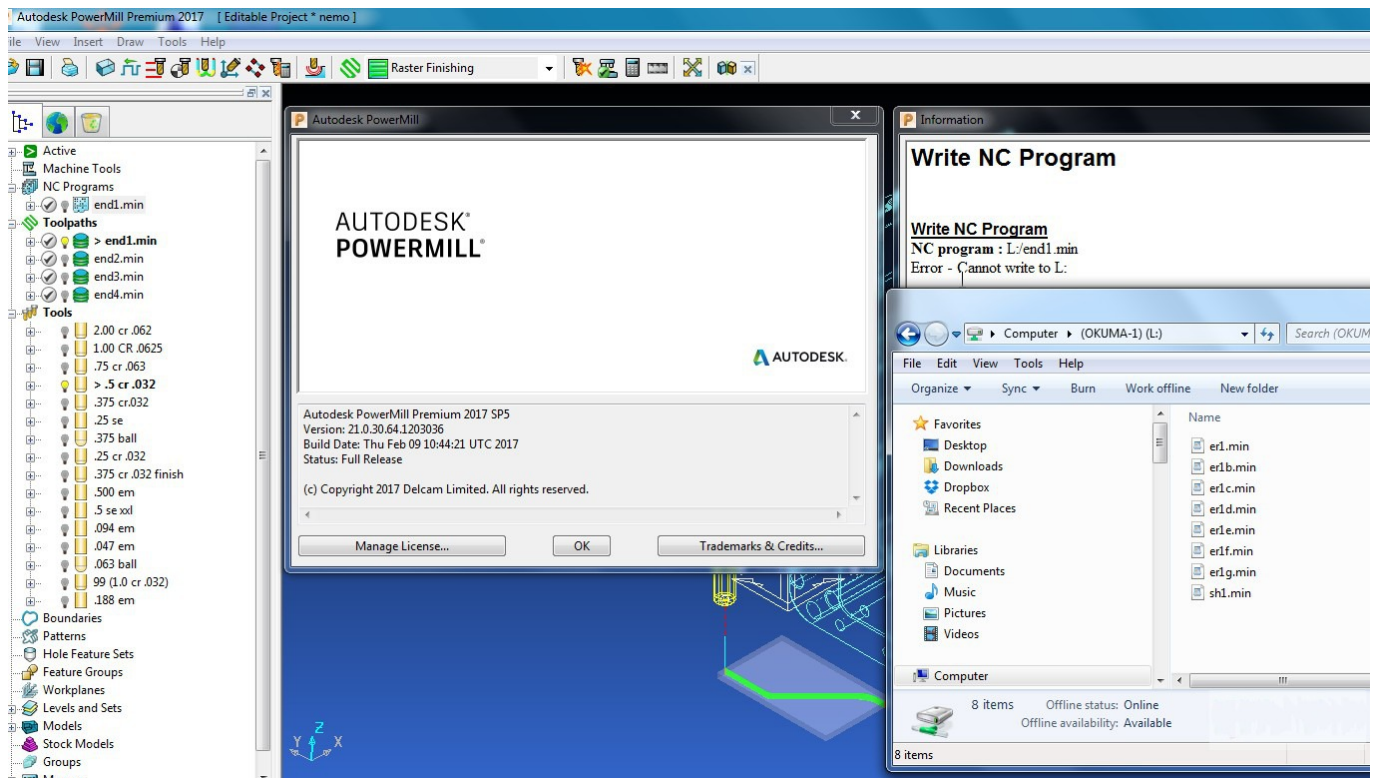 Autodesk PowerMill Premium 2017 [ Editable Project * nemo ]
File View Insert Draw Tools Help
Raster Finishing
Active
Machine Tools
NC Programs
end1.min
Toolpaths
> end1.min
end2.min
end3.min
end4.min
Tools
2.00 cr .062
1.00 CR .0625
.75 cr .063
> .5 cr .032
.375 cr.032
.25 se
.375 ball
.25 cr .032
.375 cr .032 finish
.500 em
.5 se xxl
.094 em
.047 em
.063 ball
99 (1.0 cr .032)
.188 em
Boundaries
Patterns
Hole Feature Sets
Feature Groups
Workplanes
Levels and Sets
Models
Stock Models
Groups
Autodesk PowerMill
x
AUTODESK®
POWERMILL®
AUTODESK.
Autodesk PowerMill Premium 2017 SP5
Version: 21.0.30.64.1203036
Build Date: Thu Feb 09 10:44:21 UTC 2017
Status: Full Release
(c) Copyright 2017 Delcam Limited. All rights reserved.
Manage License... OK Trademarks & Credits...
Z
Y X
Information
Write NC Program
Write NC Program
NC program : L:/end1.min
Error - Cannot write to L:
Computer (OKUMA-1) (L:) Search (OKUM
File Edit View Tools Help
Organize Sync Burn Work offline New folder
Favorites
Desktop
Downloads
Dropbox
Recent Places
Libraries
Documents
Music
Pictures
Videos
Computer
Name
er1.min
er1b.min
er1c.min
er1d.min
er1e.min
er1f.min
er1g.min
sh1.min
8 items Offline status: Online
Offline availability: Available
8 items